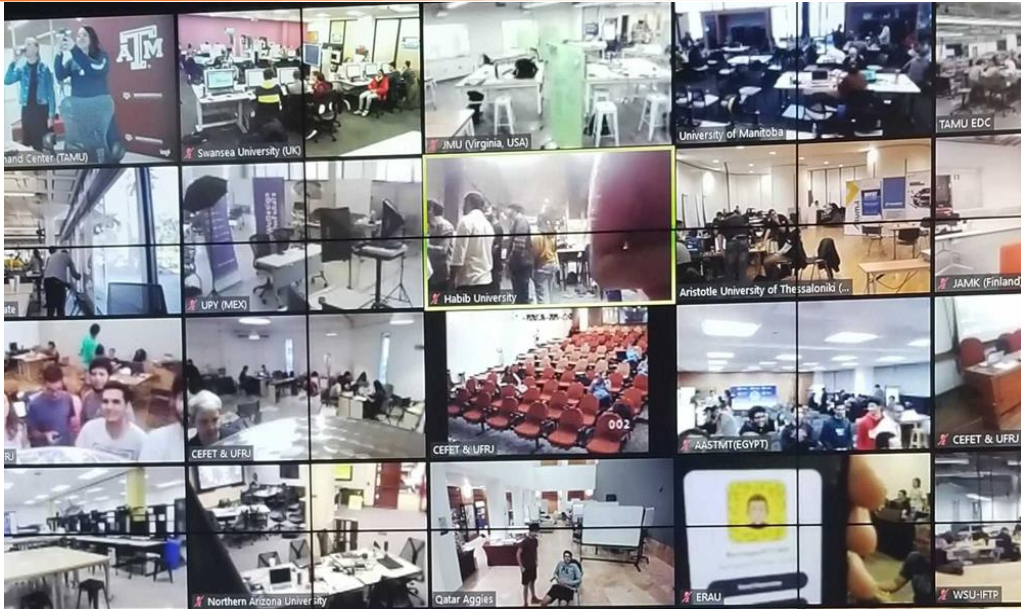 ATM
hand Center (TAMU)
Swansea University (UK)
JMU (Virginia, USA)
University of Manitoba
TAMU EDC
UPY (MEX)
Habib University
Aristotle University of Thessaloniki (...
JAMK (Finland)
RJ
CEFET & UFRJ
CEFET & UFRJ
002
AASTMT(EGYPT)
CEFET & UFRJ
Northern Arizona University
Qatar Aggies
ERAU
WSU-IFTP